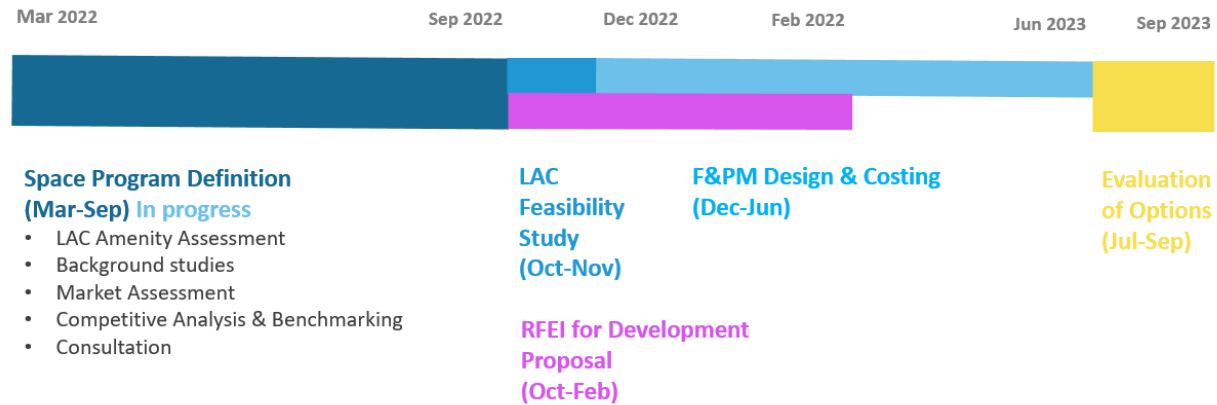 Mar 2022
Sep 2022
Dec 2022
Feb 2022
Jun 2023
Sep 2023
Space Program Definition
(Mar-Sep) In progress
• LAC Amenity Assessment
• Background studies
• Market Assessment
• Competitive Analysis & Benchmarking
• Consultation
LAC
Feasibility
Study
(Oct-Nov)
RFEI for Development
Proposal
(Oct-Feb)
F&PM Design & Costing
(Dec-Jun)
Evaluation
of Options
(Jul-Sep)